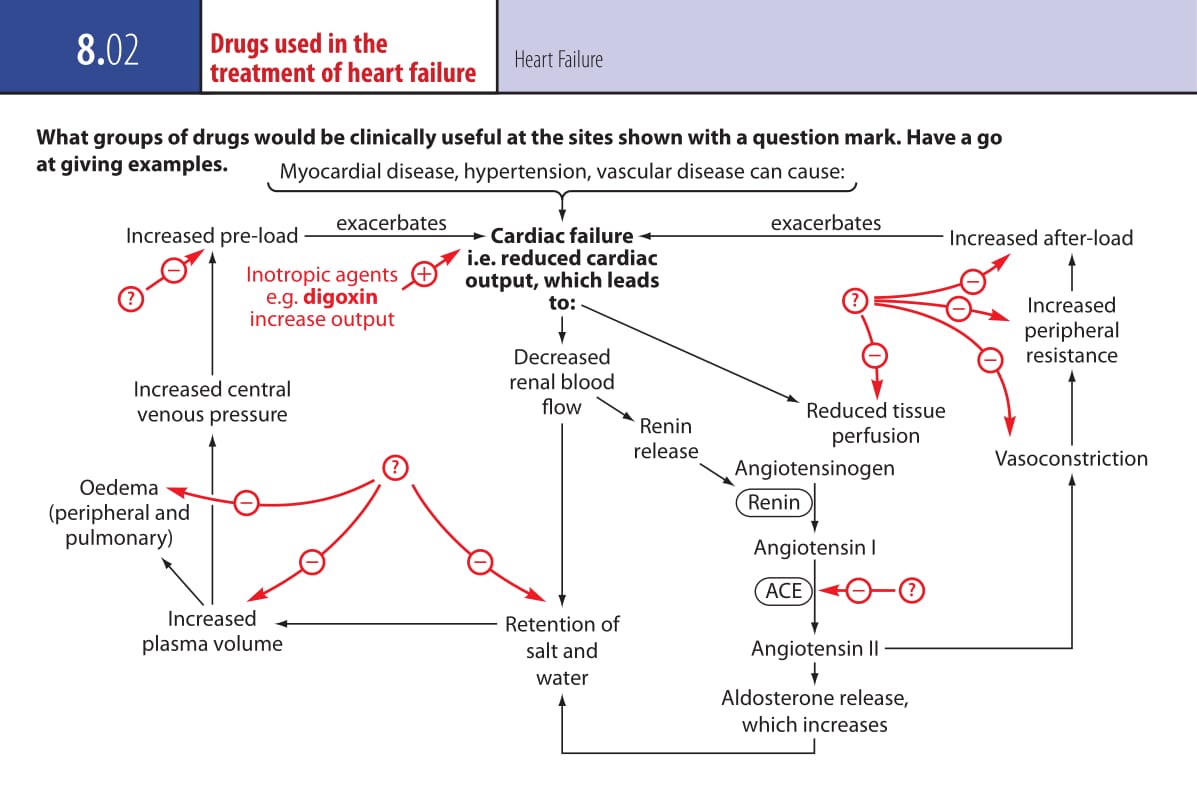 8.02
Drugs used in the
treatment of heart failure
Heart Failure
What groups of drugs would be clinically useful at the sites shown with a question mark. Have a go
at giving examples.
Myocardial disease, hypertension, vascular disease can cause:
exacerbates
exacerbates
Increased pre-load
Cardiac failure
i.e. reduced cardiac
output, which leads
to:
Increased after-load
−
?
Inotropic agents
e.g. digoxin
increase output
+
?
−
−
−
−
Increased
peripheral
resistance
Decreased
renal blood
flow
Increased central
venous pressure
Renin
release
Reduced tissue
perfusion
Vasoconstriction
Angiotensinogen
Renin
?
−
−
−
Oedema
(peripheral and
pulmonary)
Angiotensin I
ACE
−
?
Increased
plasma volume
Retention of
salt and
water
Angiotensin II
Aldosterone release,
which increases